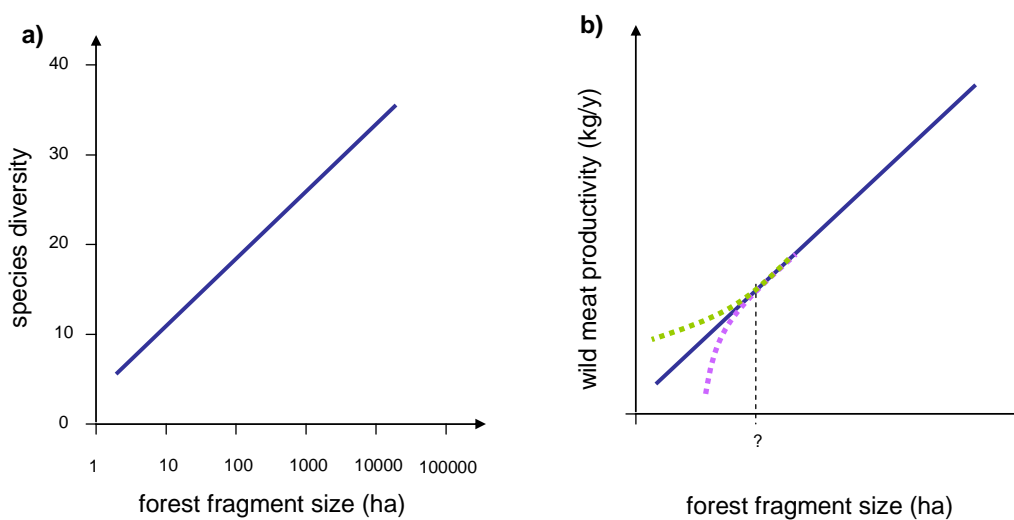 a)
40
30
20
10
0
species diversity
1 10 100 1000 10000 100000
forest fragment size (ha)
b)
wild meat productivity (kg/y)
?
forest fragment size (ha)